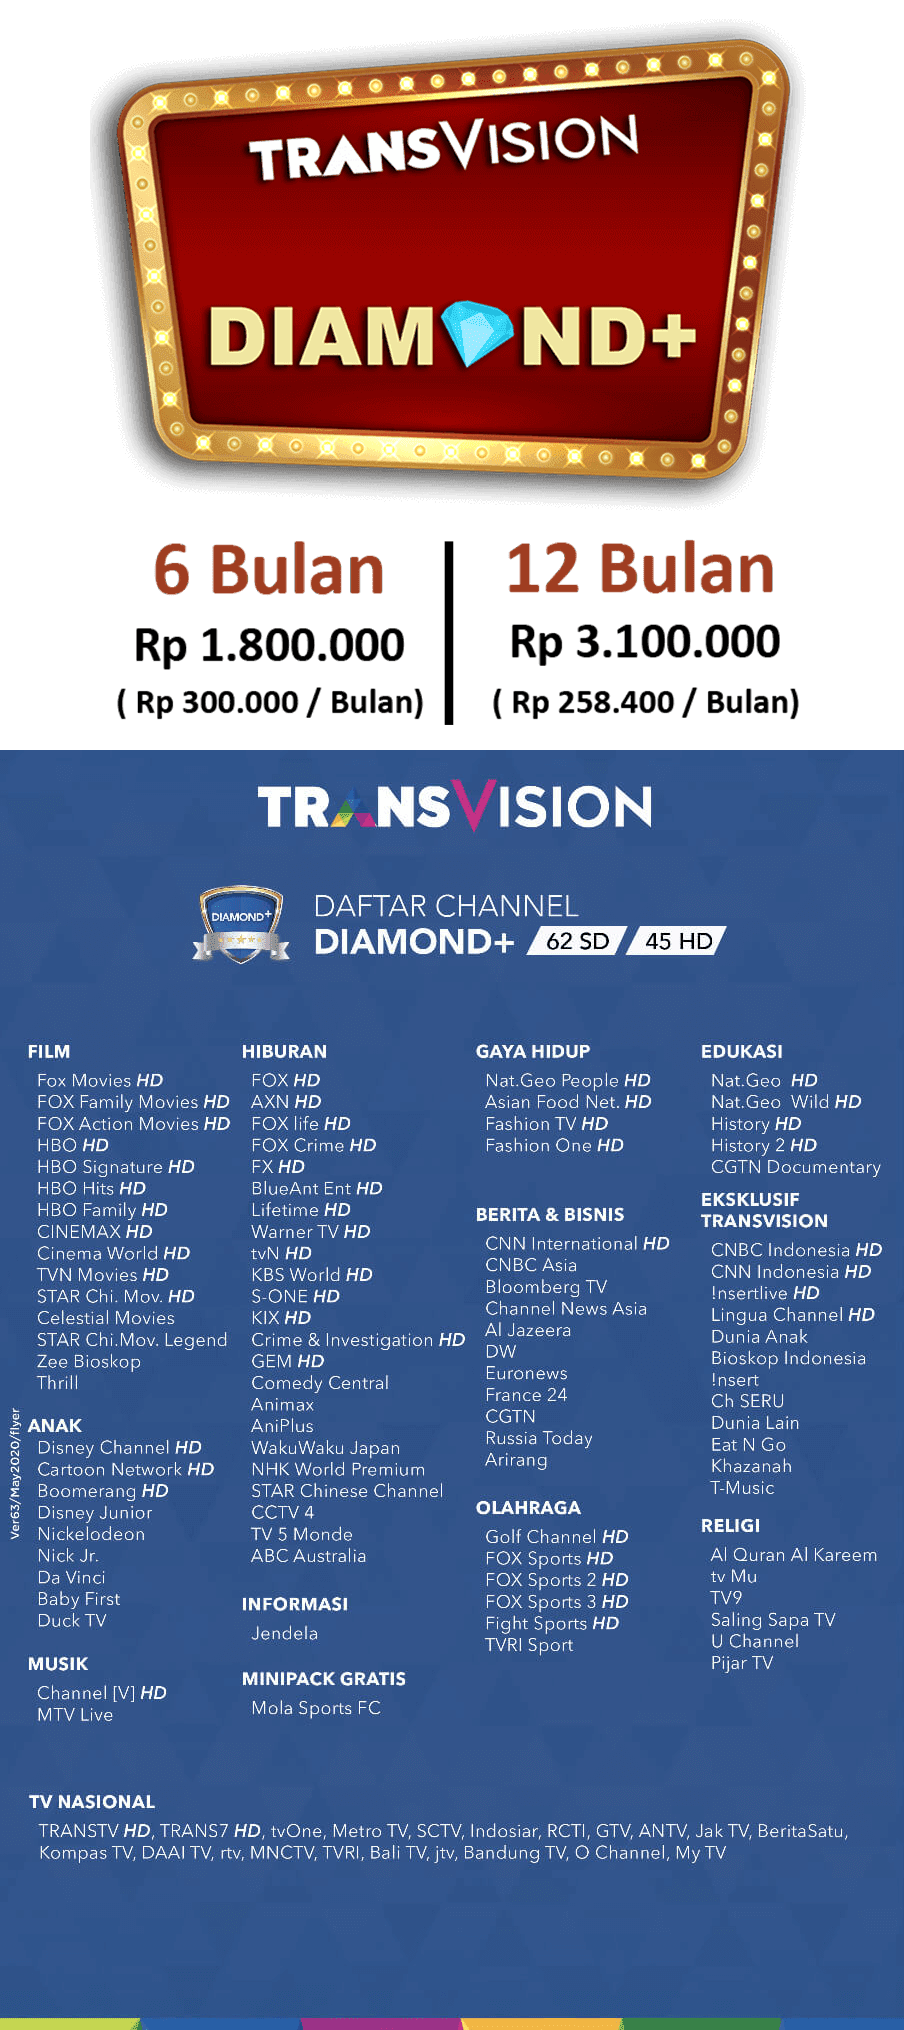 TRANSVISION
DIAMOND+
6 Bulan
Rp 1.800.000
( Rp 300.000 / Bulan)
12 Bulan
Rp 3.100.000
( Rp 258.400 / Bulan)
TRANSVISION
DIAMOND+
DAFTAR CHANNEL
DIAMOND+ 62 SD 45 HD
FILM
Fox Movies HD
FOX Family Movies HD
FOX Action Movies HD
HBO HD
HBO Signature HD
HBO Hits HD
HBO Family HD
CINEMAX HD
Cinema World HD
TVN Movies HD
STAR Chi. Mov. HD
Celestial Movies
STAR Chi.Mov. Legend
Zee Bioskop
Thrill
ANAK
Disney Channel HD
Cartoon Network HD
Boomerang HD
Disney Junior
Nickelodeon
Nick Jr.
Da Vinci
Baby First
Duck TV
MUSIK
Channel [V] HD
MTV Live
HIBURAN
FOX HD
AXN HD
FOX life HD
FOX Crime HD
FX HD
BlueAnt Ent HD
Lifetime HD
Warner TV HD
tvN HD
KBS World HD
S-ONE HD
KIX HD
Crime & Investigation HD
GEM HD
Comedy Central
Animax
AniPlus
WakuWaku Japan
NHK World Premium
STAR Chinese Channel
CCTV 4
TV 5 Monde
ABC Australia
INFORMASI
Jendela
MINIPACK GRATIS
Mola Sports FC
GAYA HIDUP
Nat.Geo People HD
Asian Food Net. HD
Fashion TV HD
Fashion One HD
BERITA & BISNIS
CNN International HD
CNBC Asia
Bloomberg TV
Channel News Asia
Al Jazeera
DW
Euronews
France 24
CGTN
Russia Today
Arirang
OLAHRAGA
Golf Channel HD
FOX Sports HD
FOX Sports 2 HD
FOX Sports 3 HD
Fight Sports HD
TVRI Sport
EDUKASI
Nat.Geo HD
Nat.Geo Wild HD
History HD
History 2 HD
CGTN Documentary
EKSKLUSIF
TRANSVISION
CNBC Indonesia HD
CNN Indonesia HD
!nsertlive HD
Lingua Channel HD
Dunia Anak
Bioskop Indonesia
!nsert
Ch SERU
Dunia Lain
Eat N Go
Khazanah
T-Music
RELIGI
Al Quran Al Kareem
tv Mu
TV9
Saling Sapa TV
U Channel
Pijar TV
Ver63/May2020/flyer
TV NASIONAL
TRANSTV HD, TRANS7 HD, tvOne, Metro TV, SCTV, Indosiar, RCTI, GTV, ANTV, Jak TV, BeritaSatu,
Kompas TV, DAAI TV, rtv, MNCTV, TVRI, Bali TV, jtv, Bandung TV, O Channel, My TV